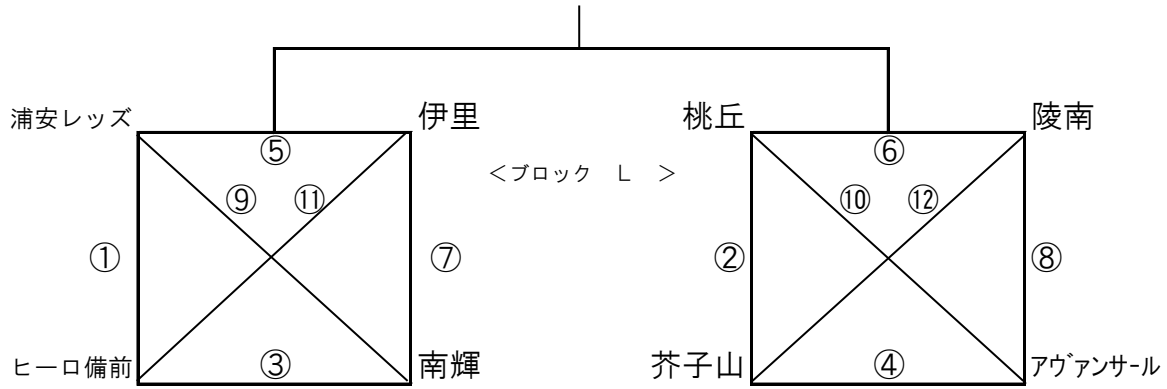 浦安レッズ 伊里 桃丘 陵南
⑤ ⑥
＜ブロック L ＞
⑨ ⑪ ⑩ ⑫
① ⑦ ② ⑧
ヒーロ備前 ③ 南輝 芥子山 ④ アヴァンサール